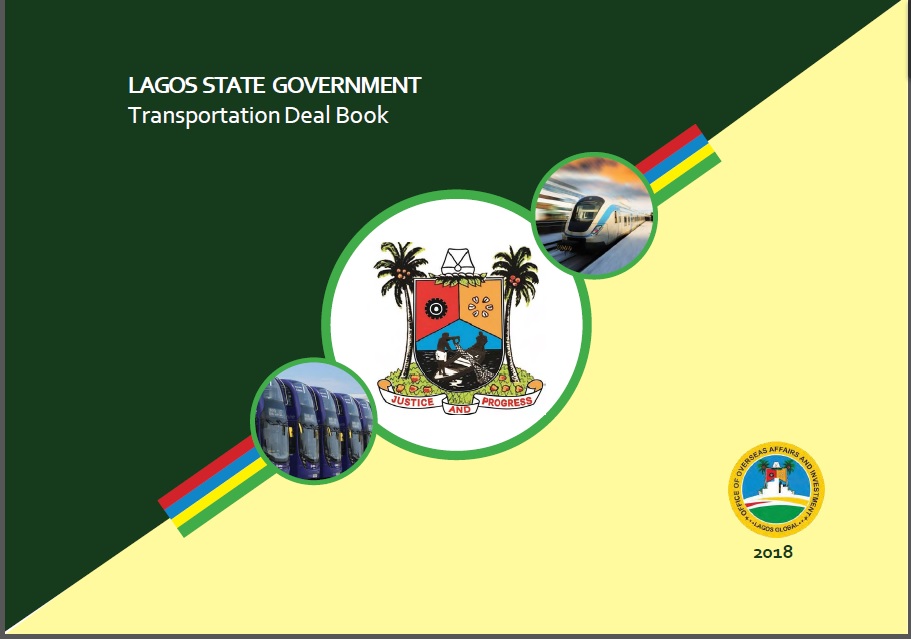 LAGOS STATE GOVERNMENT
Transportation Deal Book
JUSTICE AND PROGRESS
OFFICE OF OVERSEAS AFFAIRS AND INVESTMENT
LAGOS GLOBAL
2018